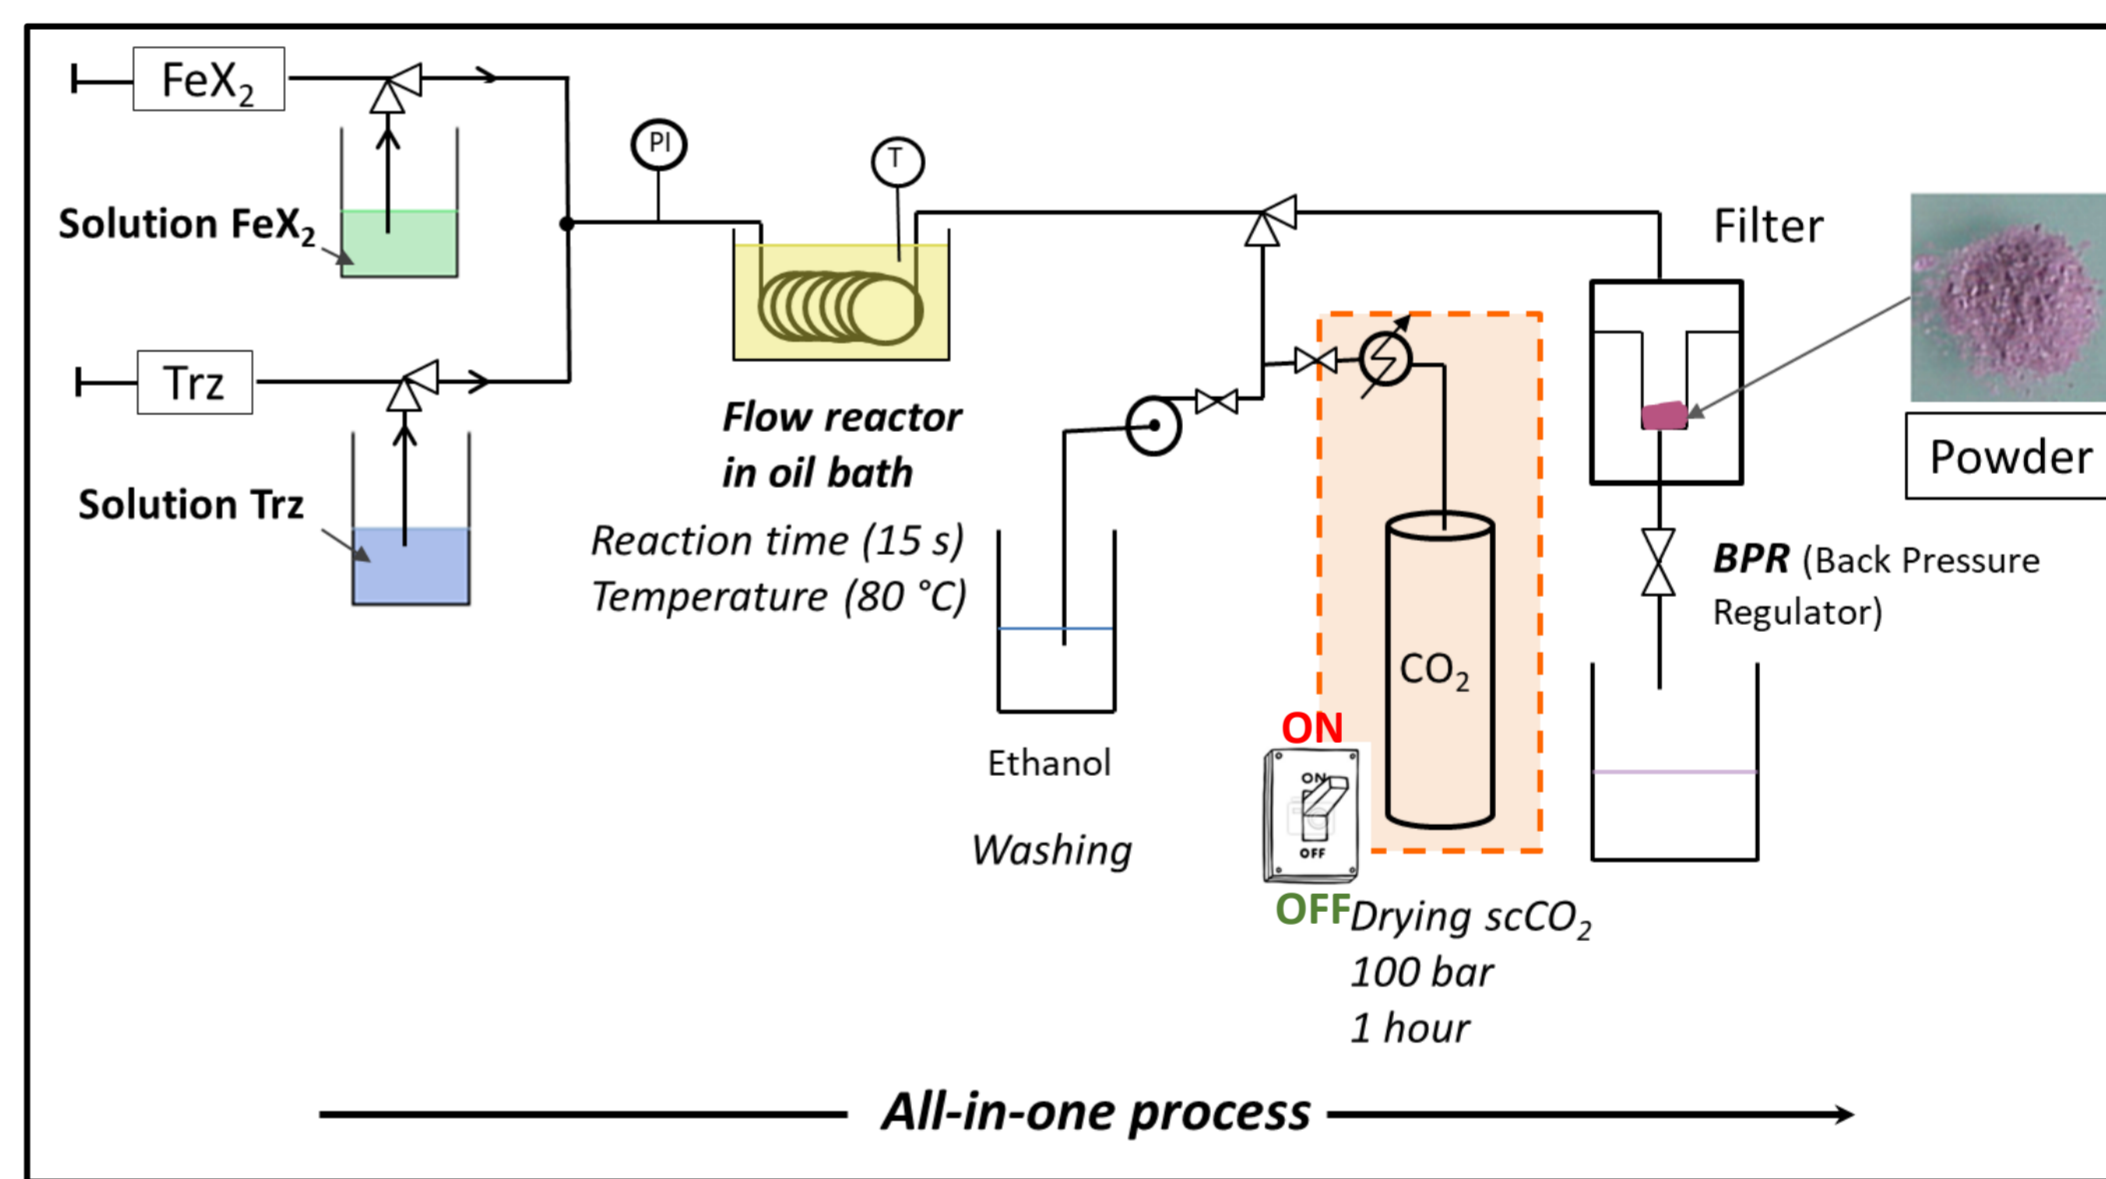 FeX₂
Solution FeX₂
Trz
Solution Trz
PI
T
Flow reactor
in oil bath
Reaction time (15 s)
Temperature (80 °C)
Ethanol
Washing
CO₂
ON
ON
OFF
OFF
Drying scCO₂
100 bar
1 hour
Filter
Powder
BPR (Back Pressure
Regulator)
All-in-one process